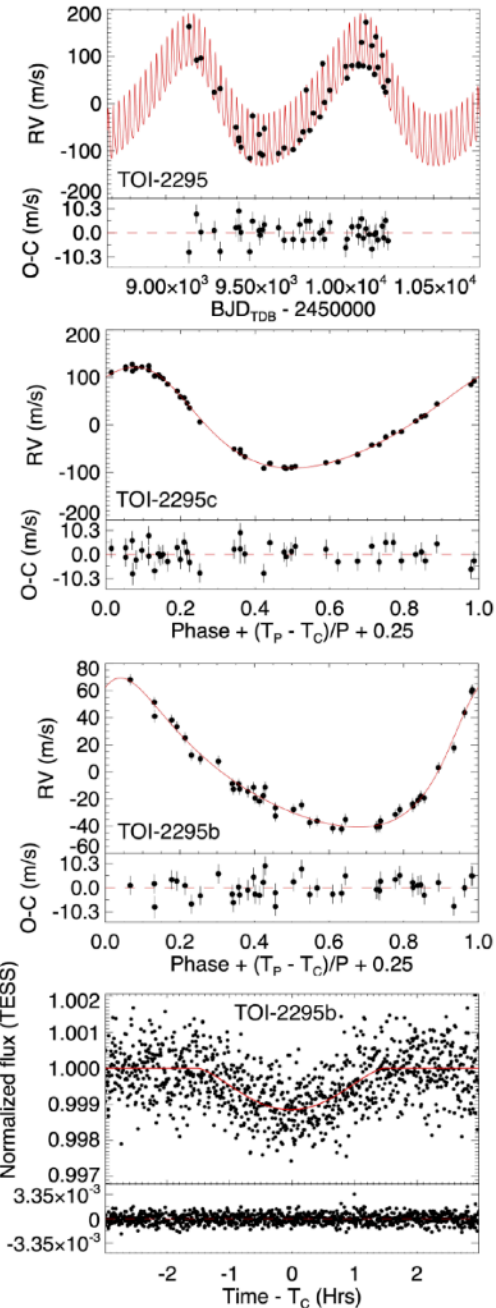 200
100
0
-100
200
RV (m/s)
TOI-2295
10.3
0.0
-10.3
O-C (m/s)
9.00×10³ 9.50×10³ 1.00×10⁴ 1.05×10⁴
BJD_TDB - 2450000
200
100
0
-100
200
RV (m/s)
TOI-2295c
10.3
0.0
-10.3
O-C (m/s)
0.0 0.2 0.4 0.6 0.8 1.0
Phase + (T_P - T_C)/P + 0.25
80
60
40
20
0
-20
-40
-60
RV (m/s)
TOI-2295b
10.3
0.0
-10.3
O-C (m/s)
0.0 0.2 0.4 0.6 0.8 1.0
Phase + (T_P - T_C)/P + 0.25
1.002
1.000
0.999
0.998
0.997
Normalized flux (TESS)
TOI-2295b
3.35×10⁻³
0
-3.35×10⁻³
-2 -1 0 1 2
Time - T_C (Hrs)